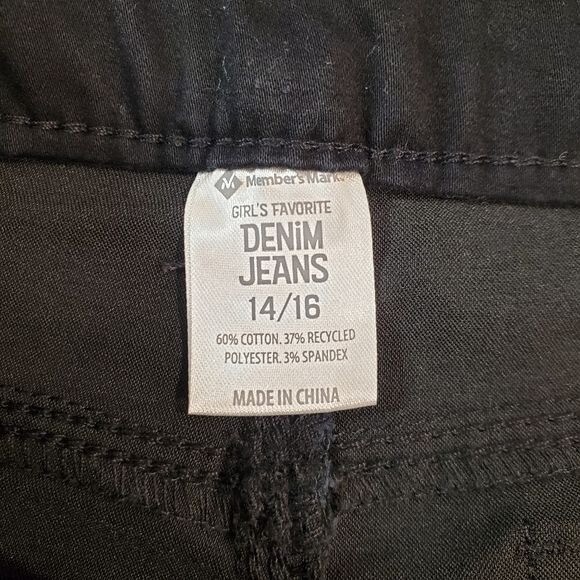 M Member's Mark
GIRL'S FAVORITE
DENiM
JEANS
14/16
60% COTTON, 37% RECYCLED
POLYESTER, 3% SPANDEX
MADE IN CHINA